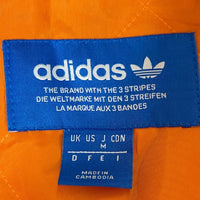 adidas
THE BRAND WITH THE 3 STRIPES
DIE WELTMARKE MIT DEN 3 STREIFEN
LA MARQUE AUX 3 BANDES
UK US J CDN
M
D F E I
MADE IN
CAMBODIA